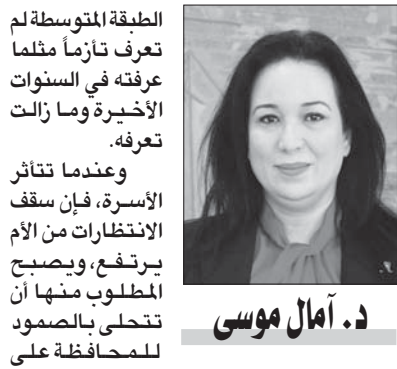 الطبقة المتوسطة لم
تعرف تأزماً مثلما
عرفته في السنوات
الأخيرة وما زالت
تعرفه.
وعندما تتأثر
الأسرة، فإن سقف
الانتظارات من الأم
يرتفع، ويصبح
المطلوب منها أن
تتحلى بالصمود
للمحافظة على
د. آمال موسى